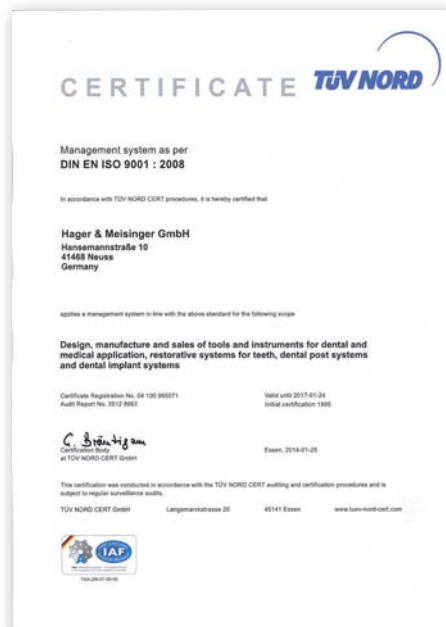 CERTIFICATE
TÜV NORD
Management system as per
DIN EN ISO 9001 : 2008
In accordance with TÜV NORD CERT procedures, it is hereby certified that
Hager & Meisinger GmbH
Hansemannstraße 10
41468 Neuss
Germany
applies a management system in line with the above standard for the following scope
Design, manufacture and sales of tools and instruments for dental and
medical application, restorative systems for teeth, dental post systems
and dental implant systems
Certificate Registration No. 04 100 950571
Valid until 2017-01-24
Audit Report No. 3512 8663
Initial certification 1995
Certification Body
at TÜV NORD CERT GmbH
Essen, 2014-01-25
This certification was conducted in accordance with the TÜV NORD CERT auditing and certification procedures and is
subject to regular surveillance audits.
TÜV NORD CERT GmbH Langemarckstrasse 20 45141 Essen www.tuev-nord-cert.com
IAF